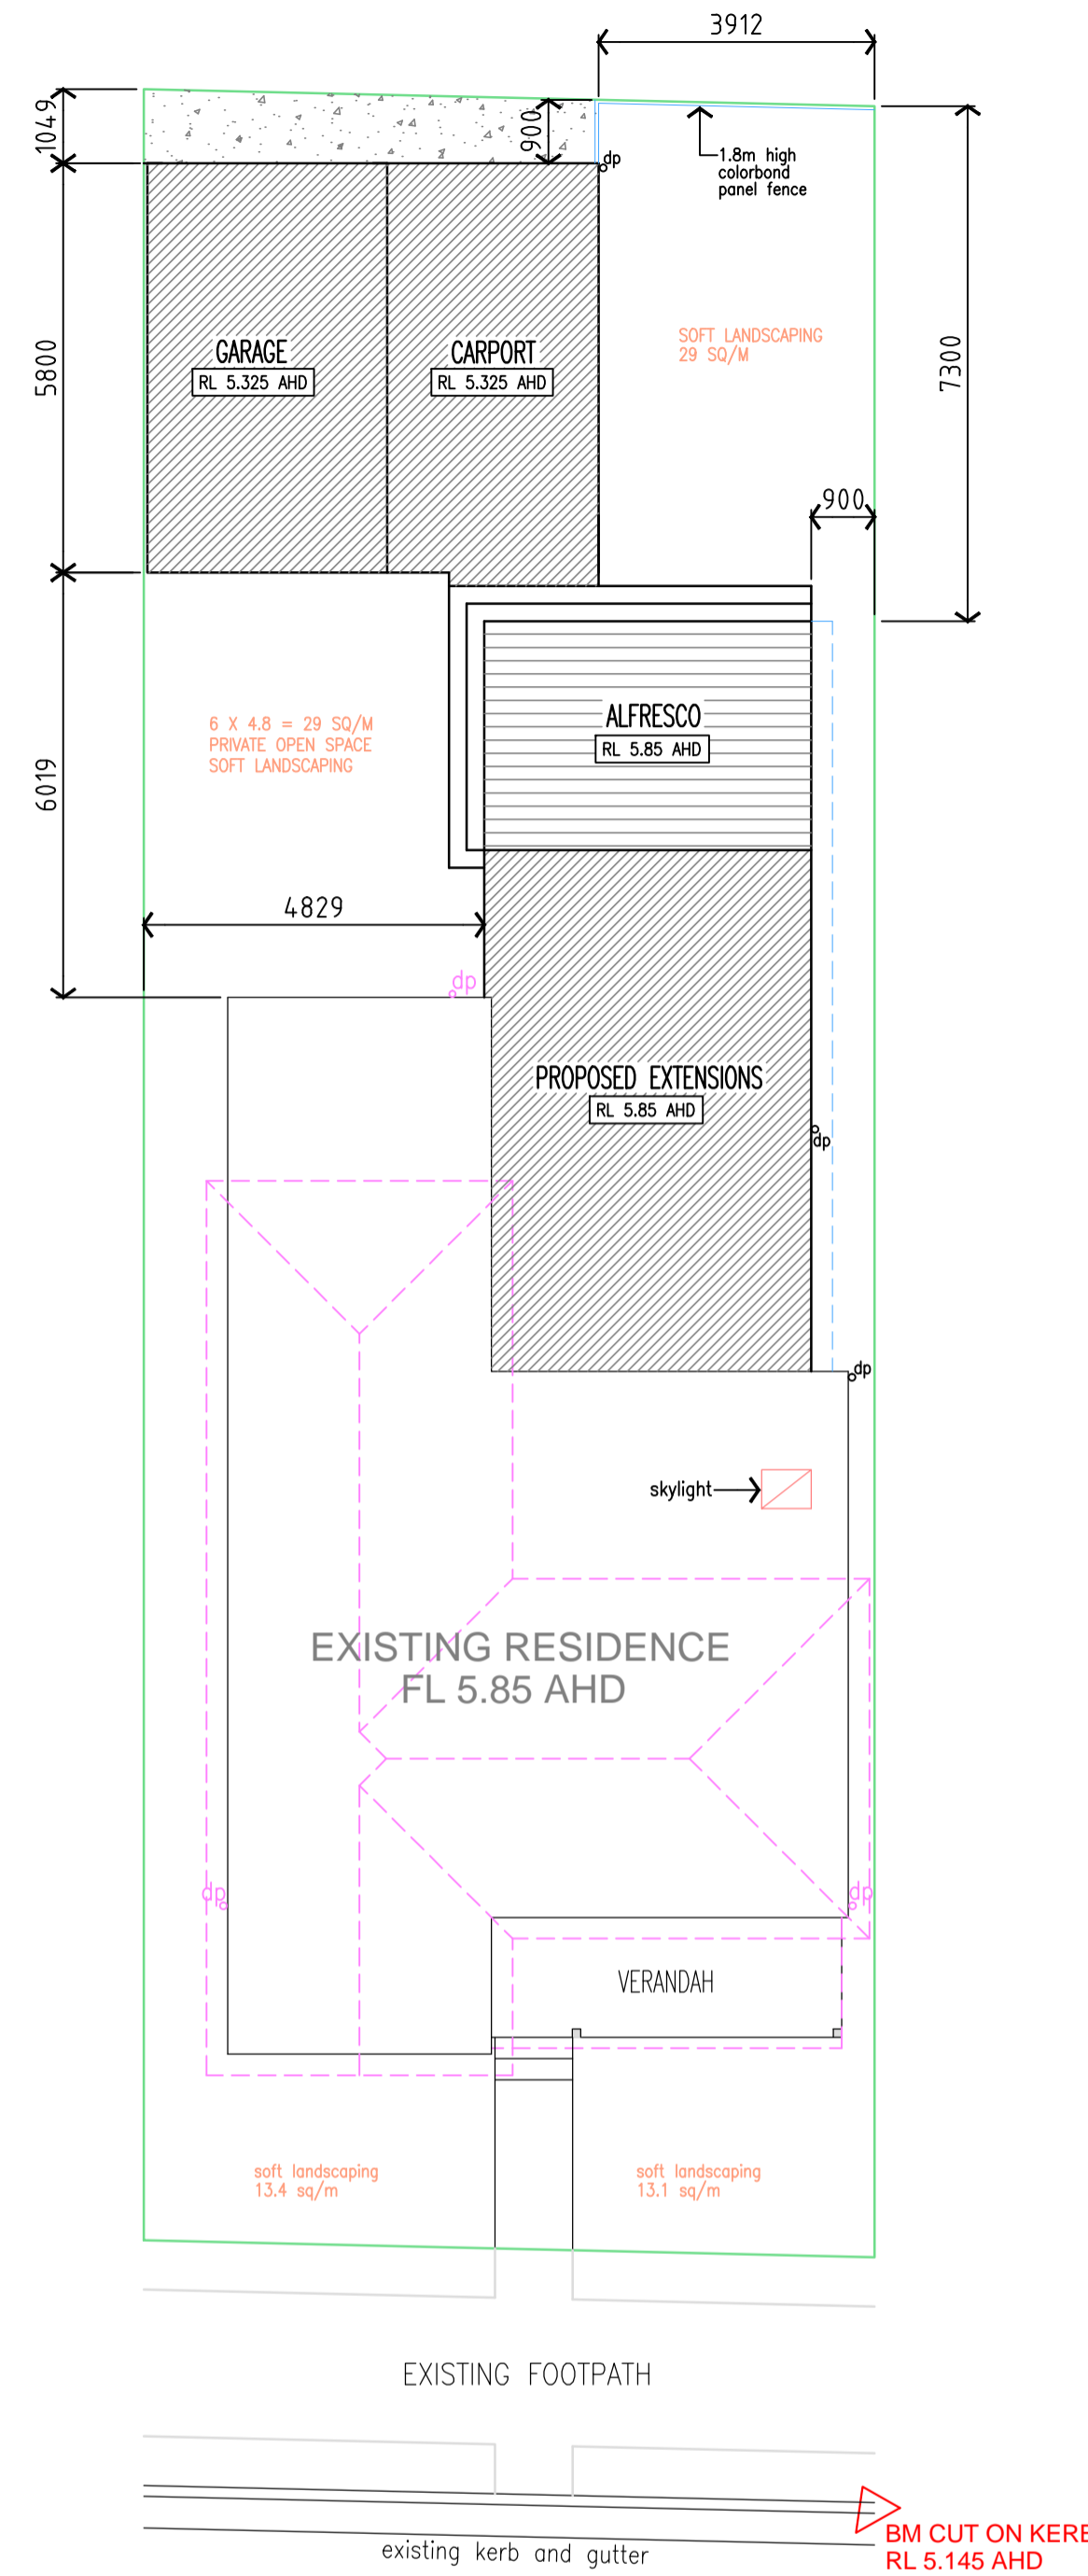 3912
1049
900
dp
1.8m high
colorbond
panel fence
5800
GARAGE
RL 5.325 AHD
CARPORT
RL 5.325 AHD
SOFT LANDSCAPING
29 SQ/M
7300
900
ALFRESCO
RL 5.85 AHD
6 X 4.8 = 29 SQ/M
PRIVATE OPEN SPACE
SOFT LANDSCAPING
6019
4829
dp
PROPOSED EXTENSIONS
RL 5.85 AHD
dp
dp
skylight
EXISTING RESIDENCE
FL 5.85 AHD
dp
dp
VERANDAH
soft landscaping
13.4 sq/m
soft landscaping
13.1 sq/m
EXISTING FOOTPATH
existing kerb and gutter
BM CUT ON KERB
RL 5.145 AHD